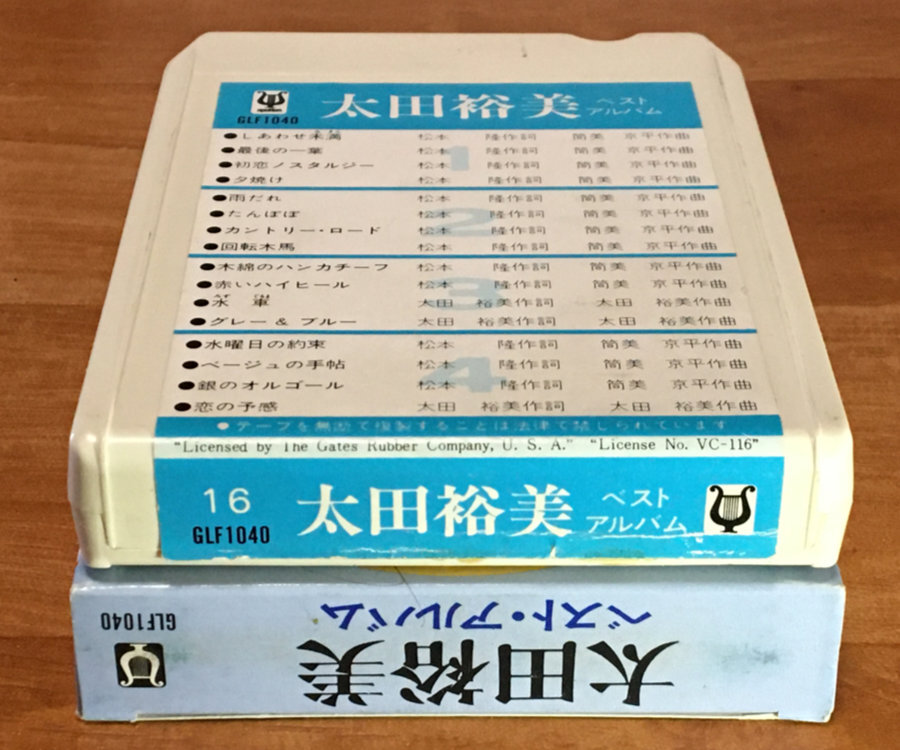 太田裕美 ベスト アルバム
GLF1040
●しあわせ未満 松本 隆作詞 筒美 京平作曲
●最後の一葉 松本 隆作詞 筒美 京平作曲
●初恋ノスタルジー 松本 隆作詞 筒美 京平作曲
●夕焼け 松本 隆作詞 筒美 京平作曲
1
●雨だれ 松本 隆作詞 筒美 京平作曲
●たんぽぽ 松本 隆作詞 筒美 京平作曲
●カントリー・ロード 松本 隆作詞 筒美 京平作曲
●回転木馬 松本 隆作詞 筒美 京平作曲
2
●木綿のハンカチーフ 松本 隆作詞 筒美 京平作曲
●赤いハイヒール 松本 隆作詞 筒美 京平作曲
●水車 太田 裕美作詞 太田 裕美作曲
●グレー & ブルー 太田 裕美作詞 太田 裕美作曲
3
●水曜日の約束 松本 隆作詞 筒美 京平作曲
●ページュの手帖 松本 隆作詞 筒美 京平作曲
●銀のオルゴール 松本 隆作詞 筒美 京平作曲
●恋の予感 太田 裕美作詞 太田 裕美作曲
4
●テープを無断で複製することは法律で禁じられています
"Licensed by The Gates Rubber Company, U. S. A." "License No. VC-116"
16 太田裕美 ベスト アルバム
GLF1040
ベスト・アルバム GLF1040
太田裕美